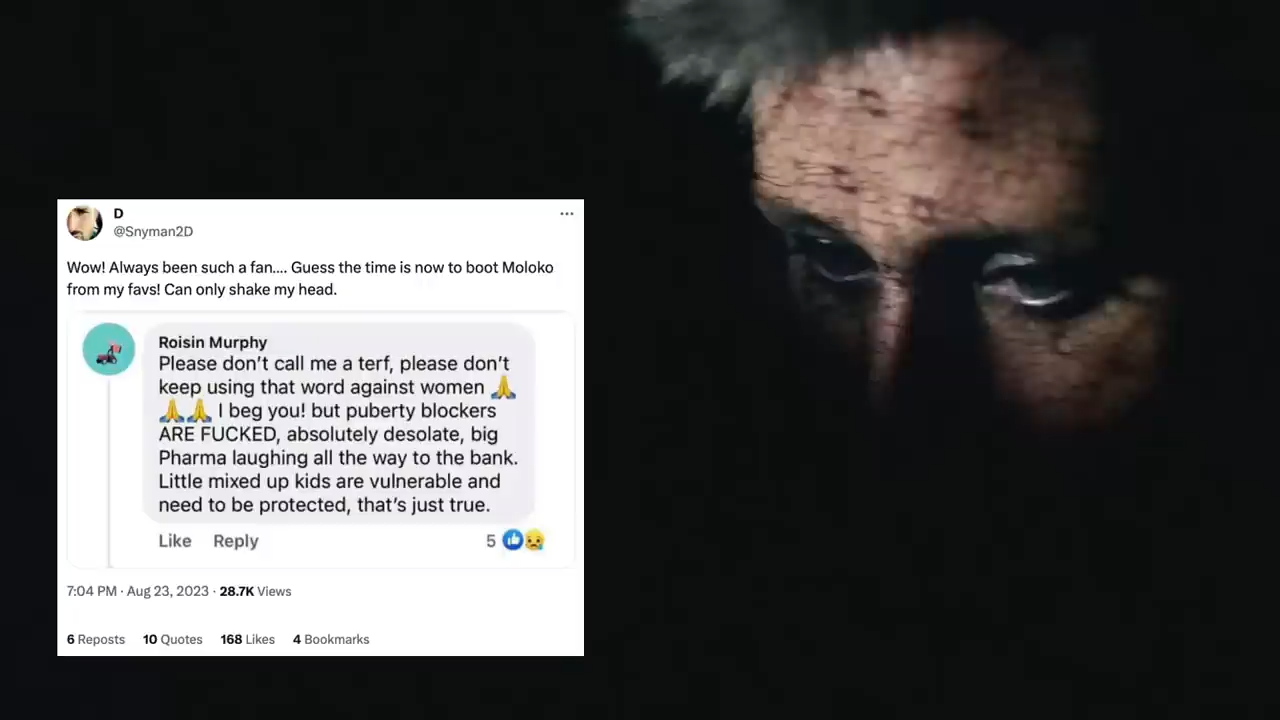 D
@Snyman2D
Wow! Always been such a fan.... Guess the time is now to boot Moloko
from my favs! Can only shake my head.
Roisin Murphy
Please don’t call me a terf, please don’t
keep using that word against women 🙏
🙏🙏 I beg you! but puberty blockers
ARE FUCKED, absolutely desolate, big
Pharma laughing all the way to the bank.
Little mixed up kids are vulnerable and
need to be protected, that’s just true.
Like Reply 5 👍😢
7:04 PM · Aug 23, 2023 · 28.7K Views
6 Reposts 10 Quotes 168 Likes 4 Bookmarks